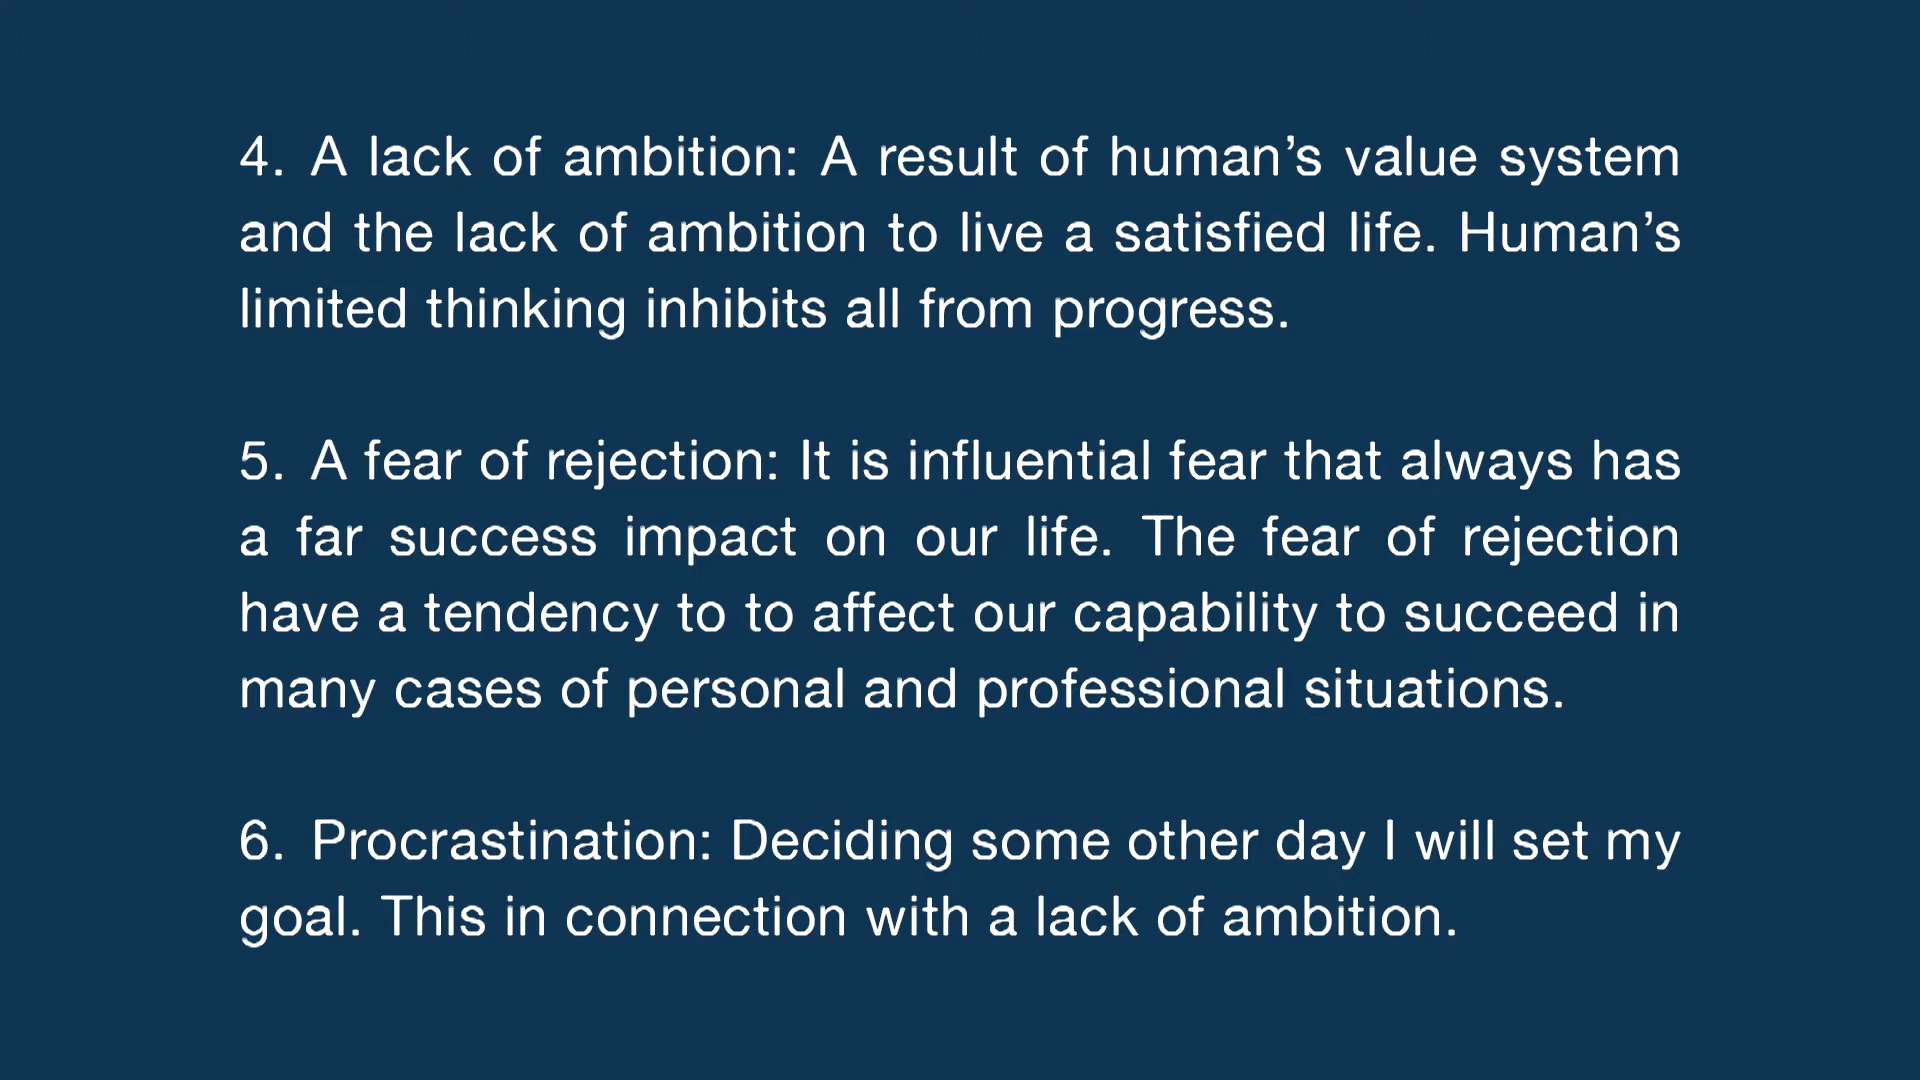 4. A lack of ambition: A result of human’s value system
and the lack of ambition to live a satisfied life. Human’s
limited thinking inhibits all from progress.
5. A fear of rejection: It is influential fear that always has
a far success impact on our life. The fear of rejection
have a tendency to to affect our capability to succeed in
many cases of personal and professional situations.
6. Procrastination: Deciding some other day I will set my
goal. This in connection with a lack of ambition.